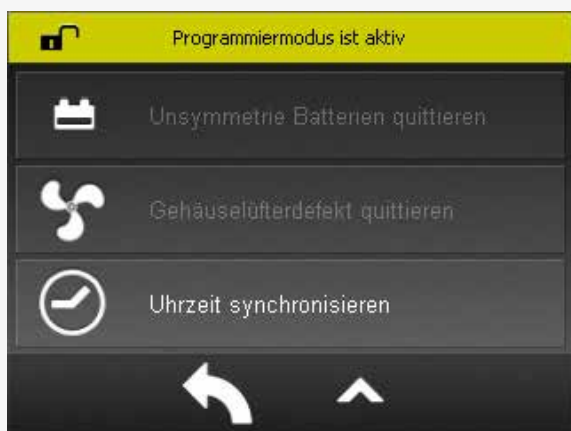 Programmiermodus ist aktiv
Unsymmetrie Batterien quittieren
Gehäuselüfterdefekt quittieren
Uhrzeit synchronisieren